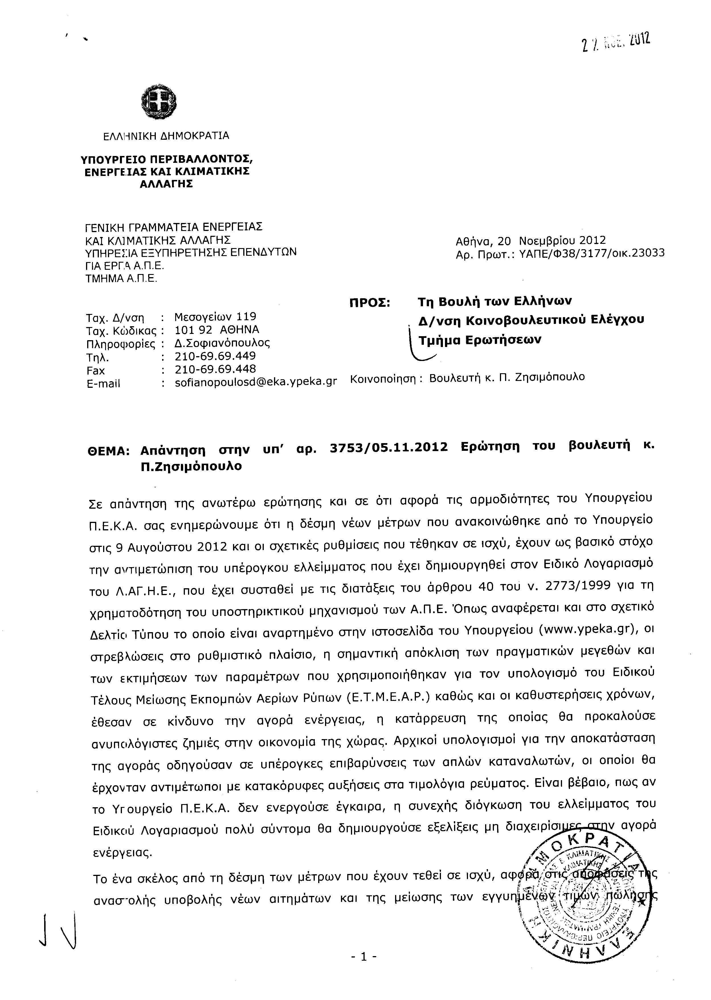 22 ΝΟΕ. 2012
ΕΛΛΗΝΙΚΗ ΔΗΜΟΚΡΑΤΙΑ
ΥΠΟΥΡΓΕΙΟ ΠΕΡΙΒΑΛΛΟΝΤΟΣ,
ΕΝΕΡΓΕΙΑΣ ΚΑΙ ΚΛΙΜΑΤΙΚΗΣ
ΑΛΛΑΓΗΣ
ΓΕΝΙΚΗ ΓΡΑΜΜΑΤΕΙΑ ΕΝΕΡΓΕΙΑΣ
ΚΑΙ ΚΛΙΜΑΤΙΚΗΣ ΑΛΛΑΓΗΣ
ΥΠΗΡΕΣΙΑ ΕΞΥΠΗΡΕΤΗΣΗΣ ΕΠΕΝΔΥΤΩΝ
ΓΙΑ ΕΡΓΑ Α.Π.Ε.
ΤΜΗΜΑ Α.Π.Ε.
Αθήνα, 20 Νοεμβρίου 2012
Αρ. Πρωτ.: ΥΑΠΕ/Φ38/3177/οικ.23033
Ταχ. Δ/νση : Μεσογείων 119
Ταχ. Κώδικας : 101 92 ΑΘΗΝΑ
Πληροφορίες : Δ.Σοφιανόπουλος
Τηλ. : 210-69.69.449
Fax : 210-69.69.448
E-mail : sofianopoulosd@eka.ypeka.gr
ΠΡΟΣ: Τη Βουλή των Ελλήνων
Δ/νση Κοινοβουλευτικού Ελέγχου
Τμήμα Ερωτήσεων
Κοινοποίηση : Βουλευτή κ. Π. Ζησιμόπουλο
ΘΕΜΑ: Απάντηση στην υπ' αρ. 3753/05.11.2012 Ερώτηση του βουλευτή κ.
Π.Ζησιμόπουλο
Σε απάντηση της ανωτέρω ερώτησης και σε ότι αφορά τις αρμοδιότητες του Υπουργείου
Π.Ε.Κ.Α. σας ενημερώνουμε ότι η δέσμη νέων μέτρων που ανακοινώθηκε από το Υπουργείο
στις 9 Αυγούστου 2012 και οι σχετικές ρυθμίσεις που τέθηκαν σε ισχύ, έχουν ως βασικό στόχο
την αντιμετώπιση του υπέρογκου ελλείμματος που έχει δημιουργηθεί στον Ειδικό Λογαριασμό
του Λ.ΑΓ.Η.Ε., που έχει συσταθεί με τις διατάξεις του άρθρου 40 του ν. 2773/1999 για τη
χρηματοδότηση του υποστηρικτικού μηχανισμού των Α.Π.Ε. Όπως αναφέρεται και στο σχετικό
Δελτίο Τύπου το οποίο είναι αναρτημένο στην ιστοσελίδα του Υπουργείου (www.ypeka.gr), οι
στρεβλώσεις στο ρυθμιστικό πλαίσιο, η σημαντική απόκλιση των πραγματικών μεγεθών και
των εκτιμήσεων των παραμέτρων που χρησιμοποιήθηκαν για τον υπολογισμό του Ειδικού
Τέλους Μείωσης Εκπομπών Αερίων Ρύπων (Ε.Τ.Μ.Ε.Α.Ρ.) καθώς και οι καθυστερήσεις χρόνων,
έθεσαν σε κίνδυνο την αγορά ενέργειας, η κατάρρευση της οποίας θα προκαλούσε
ανυπολόγιστες ζημιές στην οικονομία της χώρας. Αρχικοί υπολογισμοί για την αποκατάσταση
της αγοράς οδηγούσαν σε υπέρογκες επιβαρύνσεις των απλών καταναλωτών, οι οποίοι θα
έρχονταν αντιμέτωποι με κατακόρυφες αυξήσεις στα τιμολόγια ρεύματος. Είναι βέβαιο, πως αν
το Υπουργείο Π.Ε.Κ.Α. δεν ενεργούσε έγκαιρα, η συνεχής διόγκωση του ελλείμματος του
Ειδικού Λογαριασμού πολύ σύντομα θα δημιουργούσε εξελίξεις μη διαχειρίσιμες στην αγορά
ενέργειας.
Το ένα σκέλος από τη δέσμη των μέτρων που έχουν τεθεί σε ισχύ, αφορά στις αποφάσεις της
αναστολής υποβολής νέων αιτημάτων και της μείωσης των εγγυημένων τιμών πώλησης
ΕΛΛΗΝΙΚΗ ΔΗΜΟΚΡΑΤΙΑ
- 1 -